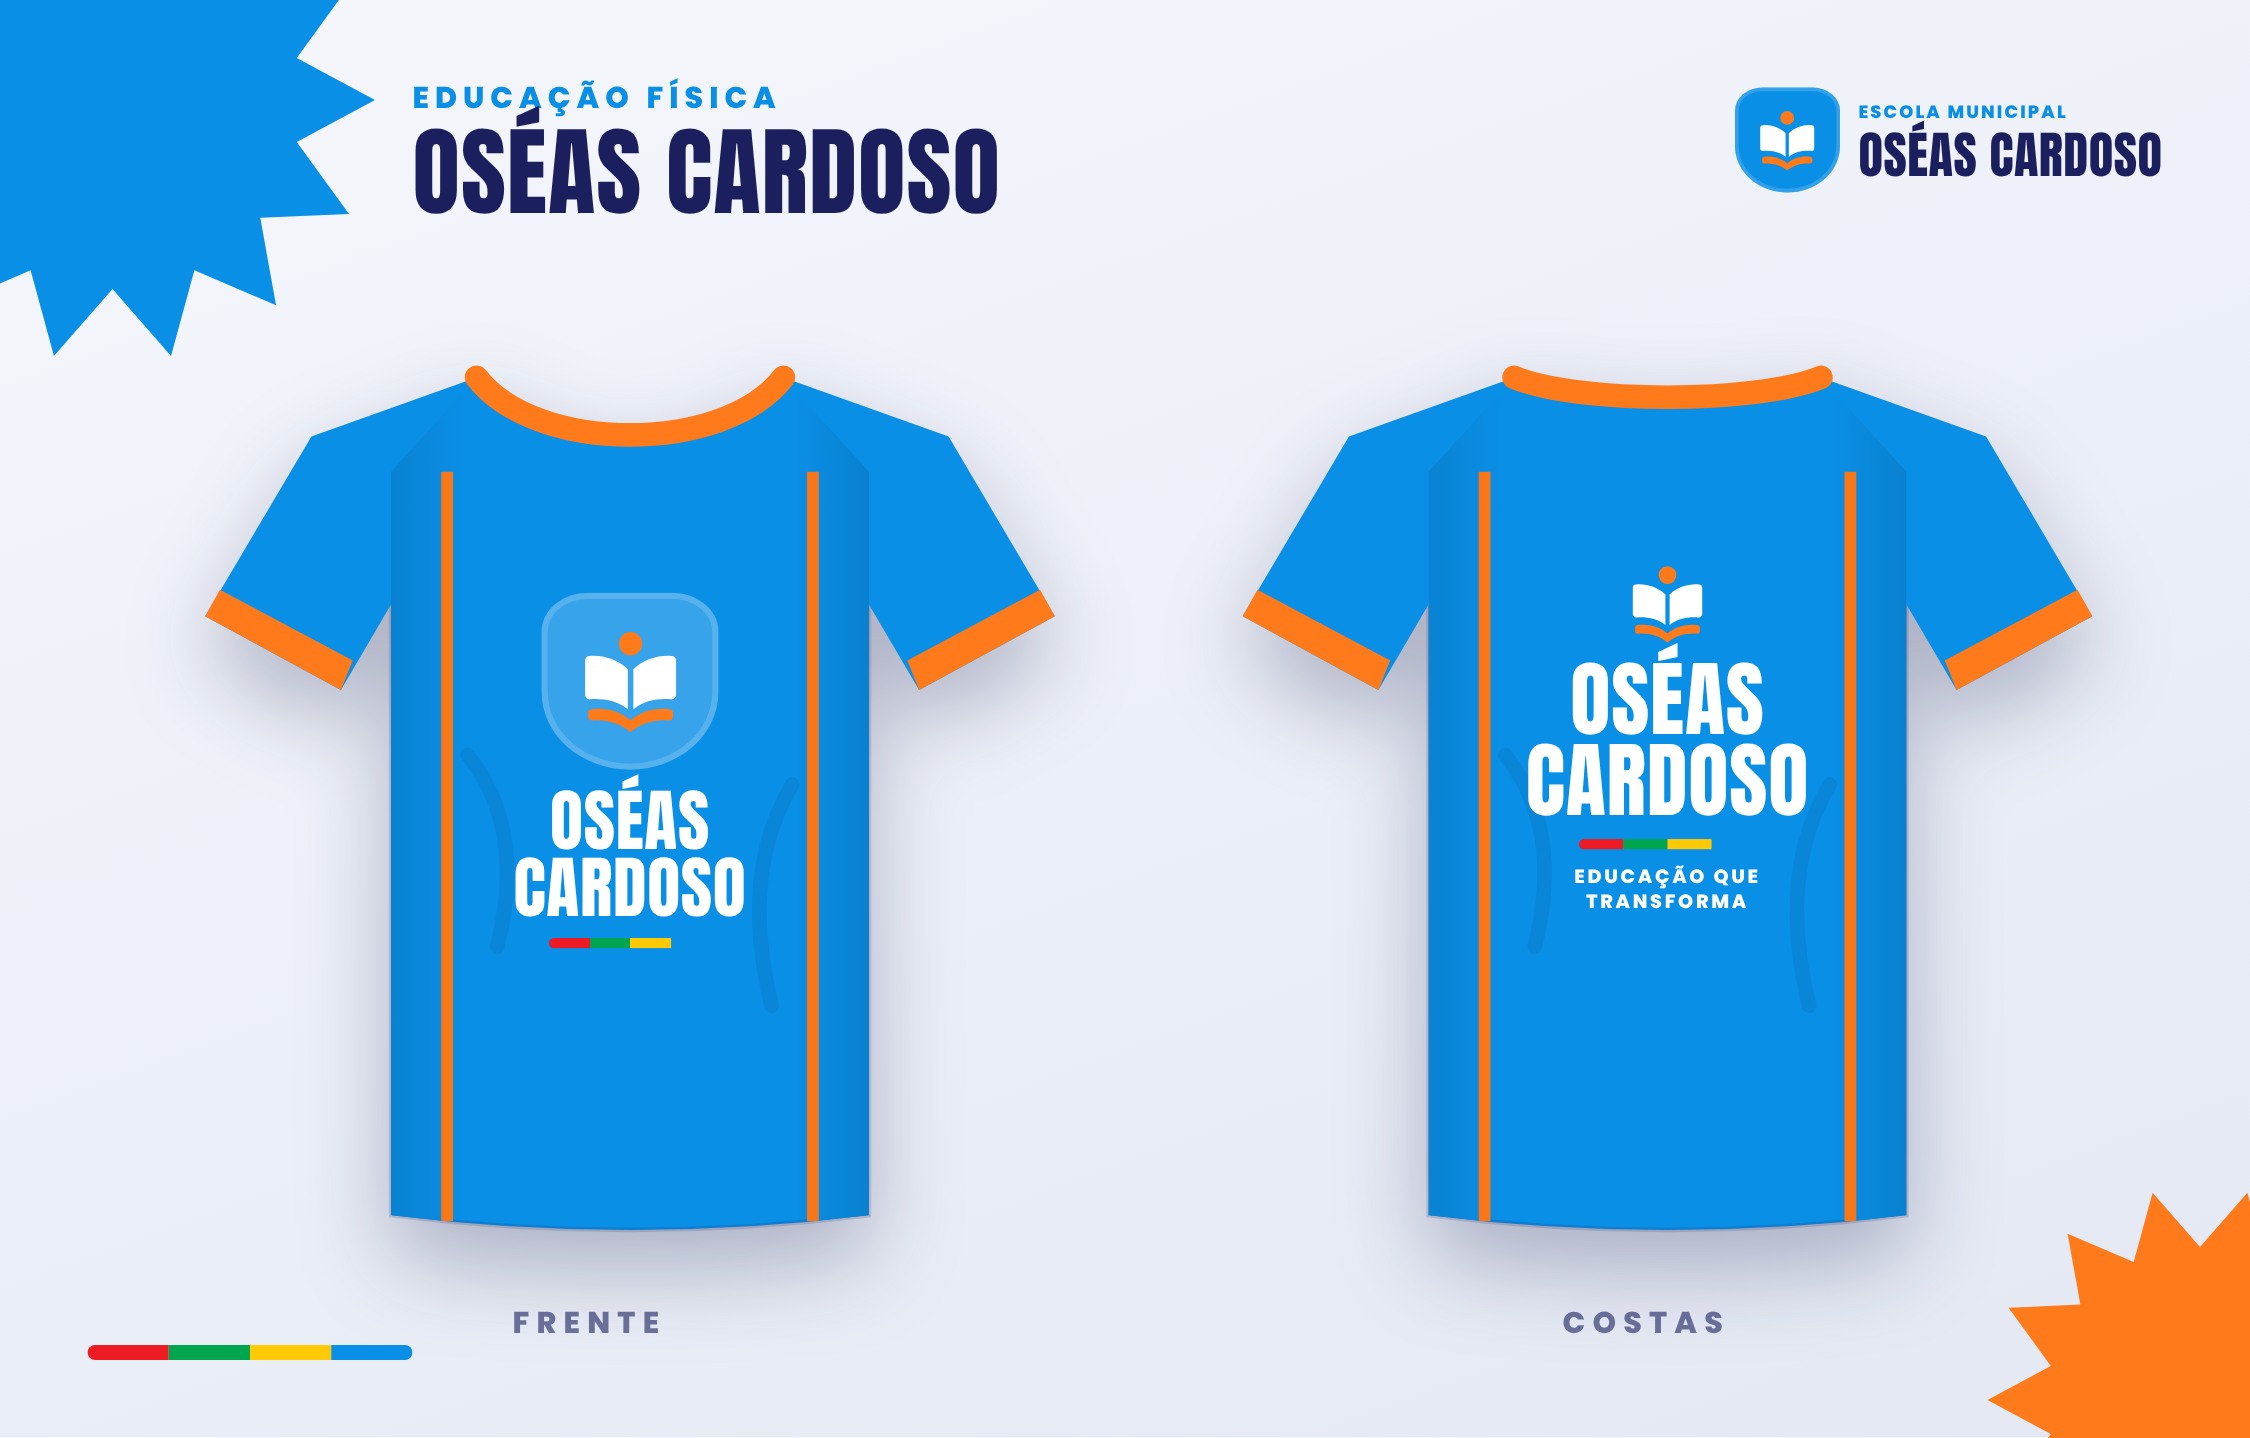 EDUCAÇÃO FÍSICA
OSÉAS CARDOSO
ESCOLA MUNICIPAL
OSÉAS CARDOSO
OSÉAS
CARDOSO
OSÉAS
CARDOSO
EDUCAÇÃO QUE
TRANSFORMA
FRENTE
COSTAS